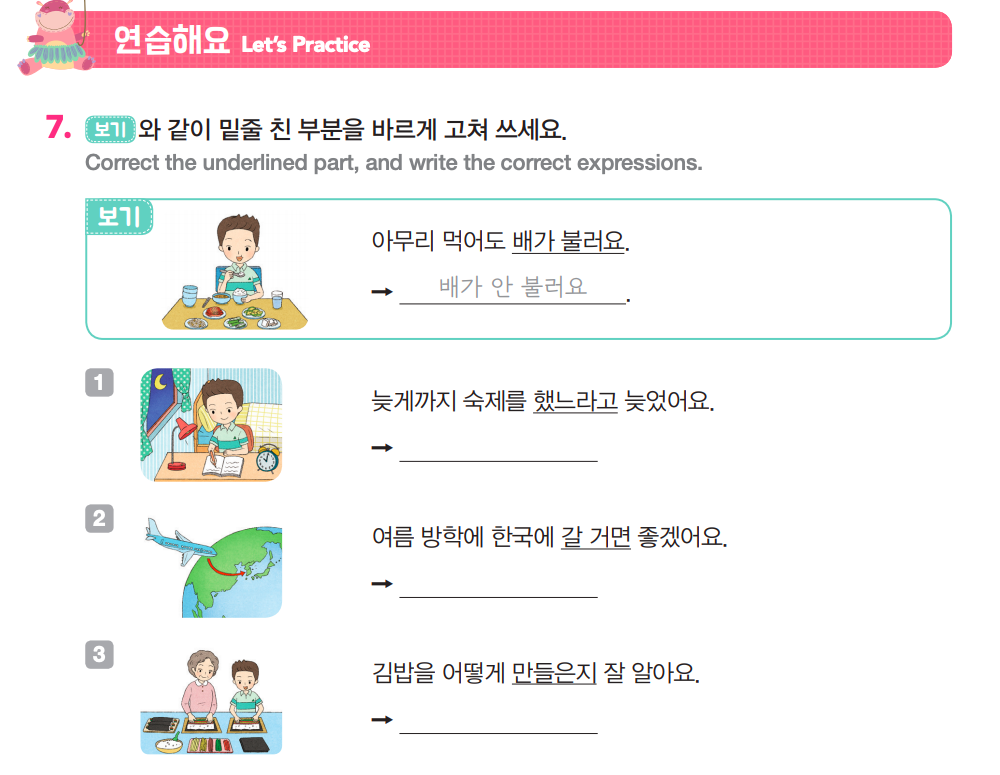 연습해요 Let's Practice
7. 보기 와 같이 밑줄 친 부분을 바르게 고쳐 쓰세요.
Correct the underlined part, and write the correct expressions.
보기
아무리 먹어도 배가 불러요.
➞ 배가 안 불러요.
1
늦게까지 숙제를 했느라고 늦었어요.
➞
2
여름 방학에 한국에 갈 거면 좋겠어요.
➞
3
김밥을 어떻게 만들은지 잘 알아요.
➞